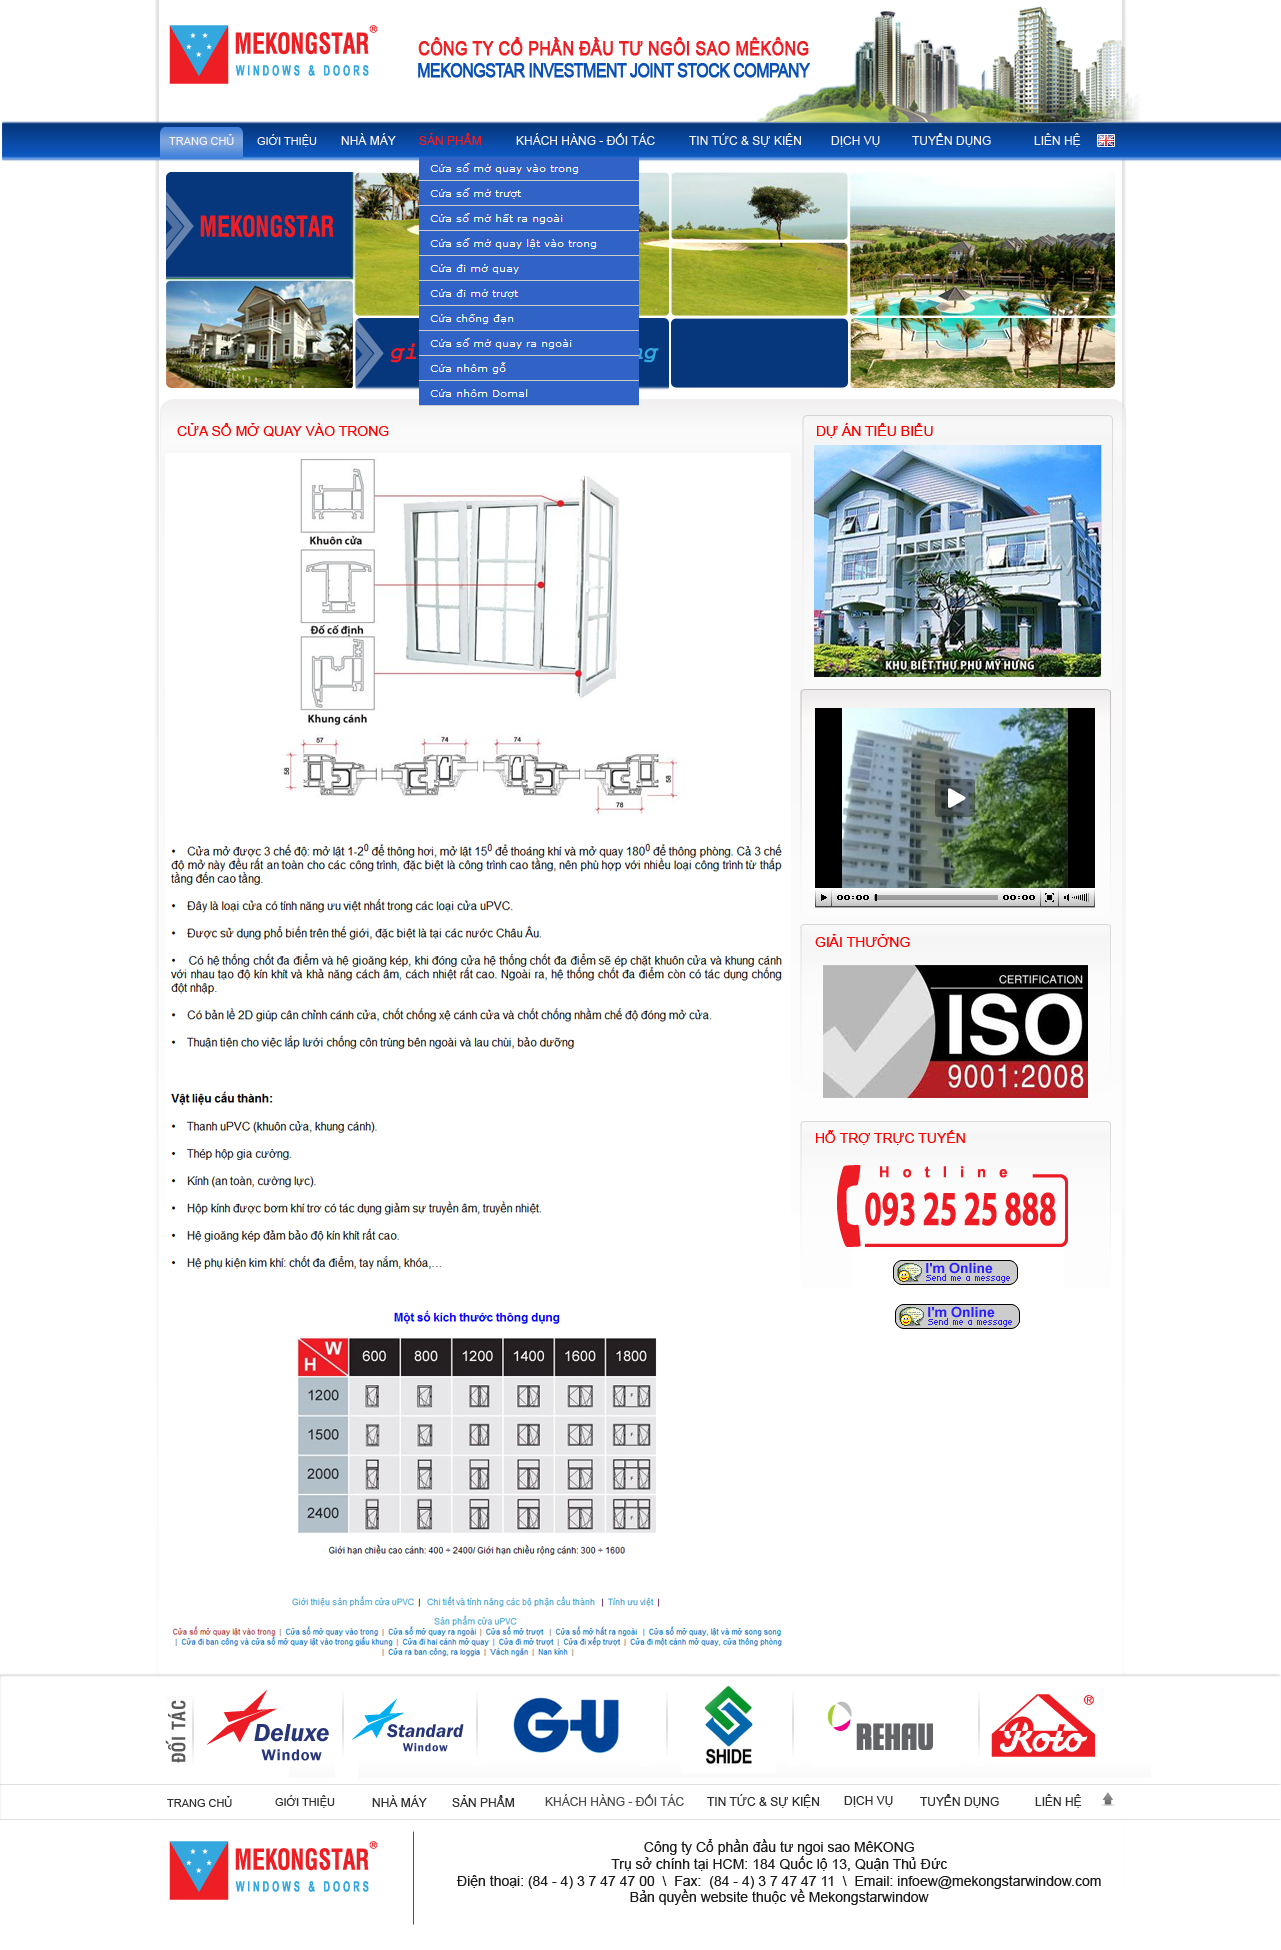 MEKONGSTAR®
WINDOWS & DOORS
CÔNG TY CỔ PHẦN ĐẦU TƯ NGÔI SAO MÊKÔNG
MEKONGSTAR INVESTMENT JOINT STOCK COMPANY
TRANG CHỦ GIỚI THIỆU NHÀ MÁY SẢN PHẨM KHÁCH HÀNG - ĐỐI TÁC TIN TỨC & SỰ KIỆN DỊCH VỤ TUYỂN DỤNG LIÊN HỆ
Cửa sổ mở quay vào trong
Cửa sổ mở trượt
Cửa sổ mở hất ra ngoài
Cửa sổ mở quay lật vào trong
Cửa đi mở quay
Cửa đi mở trượt
Cửa chống đạn
Cửa sổ mở quay ra ngoài
Cửa nhôm gỗ
Cửa nhôm Domal
MEKONGSTAR
CỬA SỔ MỞ QUAY VÀO TRONG
Khuôn cửa
Đố cố định
Khung cánh
57 74 74
58 58
78
• Cửa mở được 3 chế độ: mở lật 1-2⁰ để thông hơi, mở lật 15⁰ để thoáng khí và mở quay 180⁰ để thông phòng. Cả 3 chế
độ mở này đều rất an toàn cho các công trình, đặc biệt là công trình cao tầng, nên phù hợp với nhiều loại công trình từ thấp
tầng đến cao tầng.
• Đây là loại cửa có tính năng ưu việt nhất trong các loại cửa uPVC.
• Được sử dụng phổ biến trên thế giới, đặc biệt là tại các nước Châu Âu.
• Có hệ thống chốt đa điểm và hệ gioăng kép, khi đóng cửa hệ thống chốt đa điểm sẽ ép chặt khuôn cửa và khung cánh
với nhau tạo độ kín khít và khả năng cách âm, cách nhiệt rất cao. Ngoài ra, hệ thống chốt đa điểm còn có tác dụng chống
đột nhập.
• Có bản lề 2D giúp cân chỉnh cánh cửa, chốt chống xệ cánh cửa và chốt chống nhầm chế độ đóng mở cửa.
• Thuận tiện cho việc lắp lưới chống côn trùng bên ngoài và lau chùi, bảo dưỡng
Vật liệu cấu thành:
• Thanh uPVC (khuôn cửa, khung cánh).
• Thép hộp gia cường.
• Kính (an toàn, cường lực).
• Hộp kính được bơm khí trơ có tác dụng giảm sự truyền âm, truyền nhiệt.
• Hệ gioăng kép đảm bảo độ kín khít rất cao.
• Hệ phụ kiện kim khí: chốt đa điểm, tay nắm, khóa,...
Một số kích thước thông dụng
W H 600 800 1200 1400 1600 1800
1200
1500
2000
2400
Giới hạn chiều cao cánh: 400 ÷ 2400/ Giới hạn chiều rộng cánh: 300 ÷ 1600
Giới thiệu sản phẩm cửa uPVC | Chi tiết và tính năng các bộ phận cấu thành | Tính ưu việt |
Sản phẩm cửa uPVC
Cửa sổ mở quay lật vào trong | Cửa sổ mở quay vào trong | Cửa sổ mở quay ra ngoài | Cửa sổ mở trượt | Cửa sổ mở hất ra ngoài | Cửa sổ mở quay, lật và mở song song
| Cửa đi ban công và cửa sổ mở quay lật vào trong giấu khung | Cửa đi hai cánh mở quay | Cửa đi mở trượt | Cửa đi xếp trượt | Cửa đi một cánh mở quay, cửa thông phòng
| Cửa ra ban công, ra loggia | Vách ngăn | Nan kính |
DỰ ÁN TIÊU BIỂU
KHU BIỆT THỰ PHÚ MỸ HƯNG
00:00 00:00
GIẢI THƯỞNG
CERTIFICATION
ISO
9001:2008
HỖ TRỢ TRỰC TUYẾN
Hotline
093 25 25 888
I'm Online
Send me a message
I'm Online
Send me a message
ĐỐI TÁC
Deluxe
Window
Standard
Window
G-U
SHIDE
REHAU
Roto®
TRANG CHỦ GIỚI THIỆU NHÀ MÁY SẢN PHẨM KHÁCH HÀNG - ĐỐI TÁC TIN TỨC & SỰ KIỆN DỊCH VỤ TUYỂN DỤNG LIÊN HỆ
MEKONGSTAR®
WINDOWS & DOORS
Công ty Cổ phần đầu tư ngoi sao MêKONG
Trụ sở chính tại HCM: 184 Quốc lộ 13, Quận Thủ Đức
Điện thoại: (84 - 4) 3 7 47 47 00 \ Fax: (84 - 4) 3 7 47 47 11 \ Email: infoew@mekongstarwindow.com
Bản quyền website thuộc về Mekongstarwindow